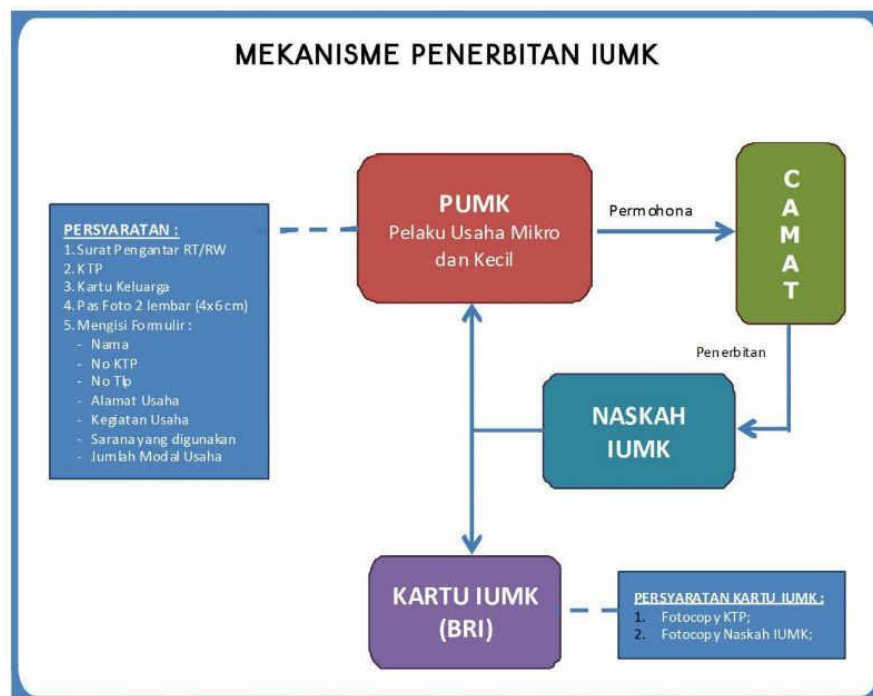 MEKANISME PENERBITAN IUMK
PERSYARATAN :
1. Surat Pengantar RT/RW
2. KTP
3. Kartu Keluarga
4. Pas Foto 2 lembar (4x6 cm)
5. Mengisi Formulir :
- Nama
- No KTP
- No Tlp
- Alamat Usaha
- Kegiatan Usaha
- Sarana yang digunakan
- Jumlah Modal Usaha
PUMK
Pelaku Usaha Mikro
dan Kecil
Permohona
C
A
M
A
T
Penerbitan
NASKAH
IUMK
KARTU IUMK
(BRI)
PERSYARATAN KARTU IUMK :
1. Fotocopy KTP;
2. Fotocopy Naskah IUMK;